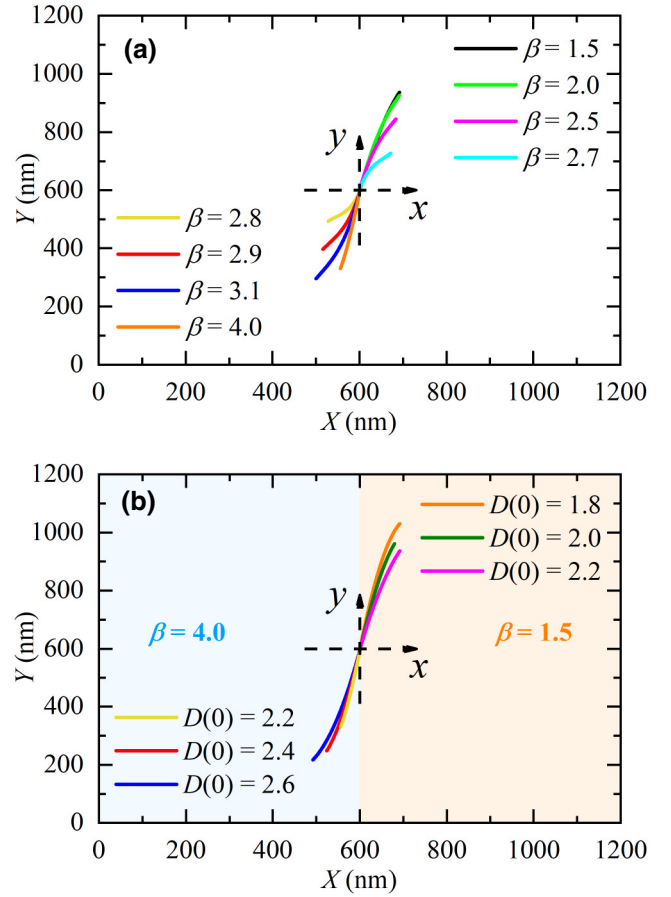 (a)
β = 1.5
β = 2.0
β = 2.5
β = 2.7
y
x
β = 2.8
β = 2.9
β = 3.1
β = 4.0
1200
1000
800
600
400
200
0
Y (nm)
0 200 400 600 800 1000 1200
X (nm)
(b)
D(0) = 1.8
D(0) = 2.0
D(0) = 2.2
y
x
β = 4.0
β = 1.5
D(0) = 2.2
D(0) = 2.4
D(0) = 2.6
1200
1000
800
600
400
200
0
Y (nm)
0 200 400 600 800 1000 1200
X (nm)